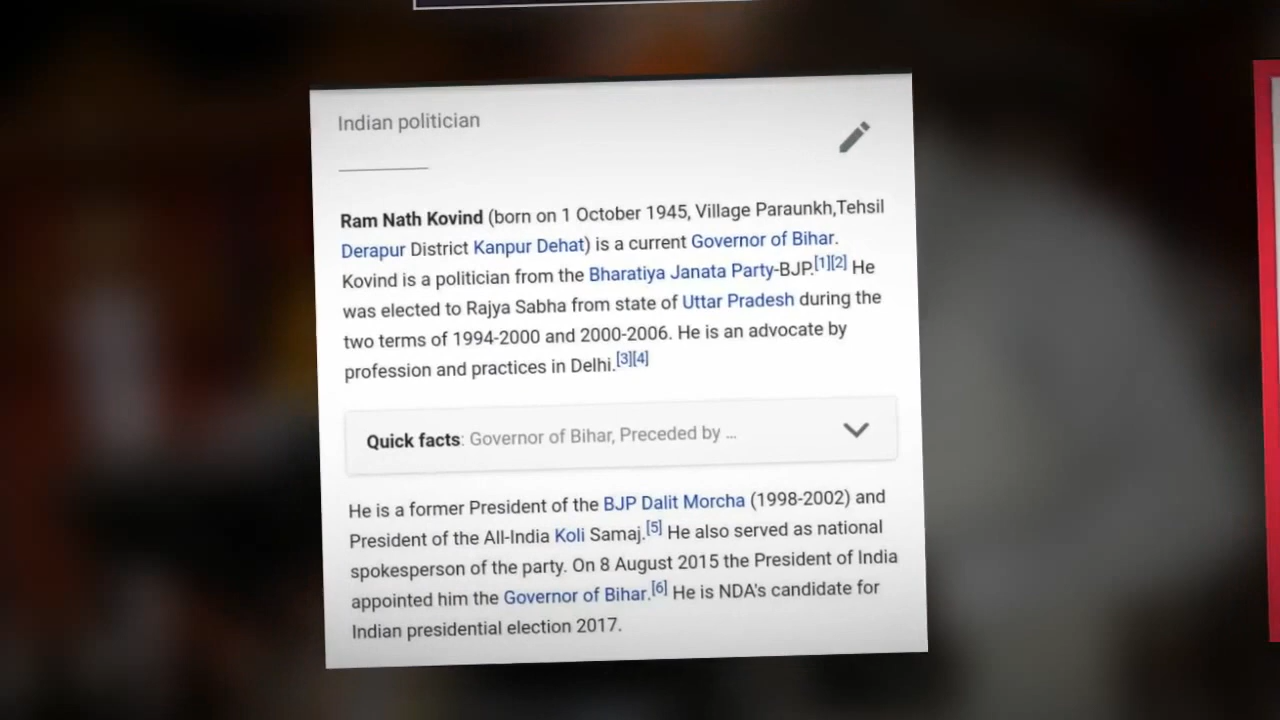 Indian politician
Ram Nath Kovind (born on 1 October 1945, Village Paraunkh,Tehsil
Derapur District Kanpur Dehat) is a current Governor of Bihar.
Kovind is a politician from the Bharatiya Janata Party-BJP.[1][2] He
was elected to Rajya Sabha from state of Uttar Pradesh during the
two terms of 1994-2000 and 2000-2006. He is an advocate by
profession and practices in Delhi.[3][4]
Quick facts: Governor of Bihar, Preceded by ...
He is a former President of the BJP Dalit Morcha (1998-2002) and
President of the All-India Koli Samaj.[5] He also served as national
spokesperson of the party. On 8 August 2015 the President of India
appointed him the Governor of Bihar.[6] He is NDA's candidate for
Indian presidential election 2017.